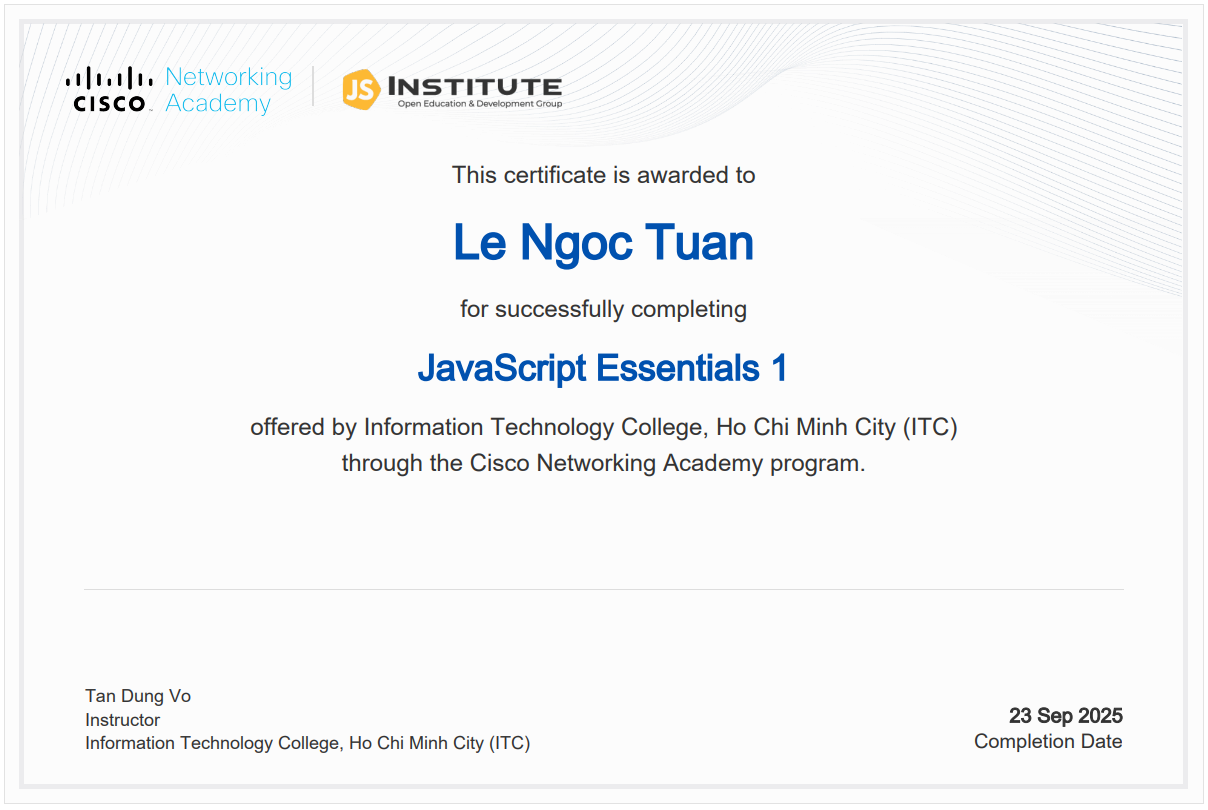 CISCO
Networking
Academy
JS INSTITUTE
Open Education & Development Group
This certificate is awarded to
Le Ngoc Tuan
for successfully completing
JavaScript Essentials 1
offered by Information Technology College, Ho Chi Minh City (ITC)
through the Cisco Networking Academy program.
Tan Dung Vo
Instructor
Information Technology College, Ho Chi Minh City (ITC)
23 Sep 2025
Completion Date